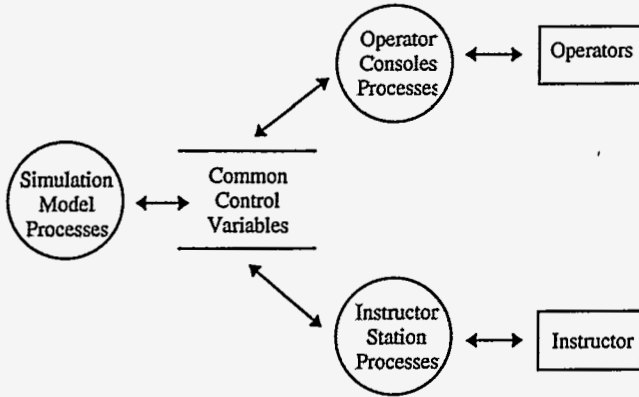 Operator
Consoles
Processes
Operators
Simulation
Model
Processes
Common
Control
Variables
Instructor
Station
Processes
Instructor